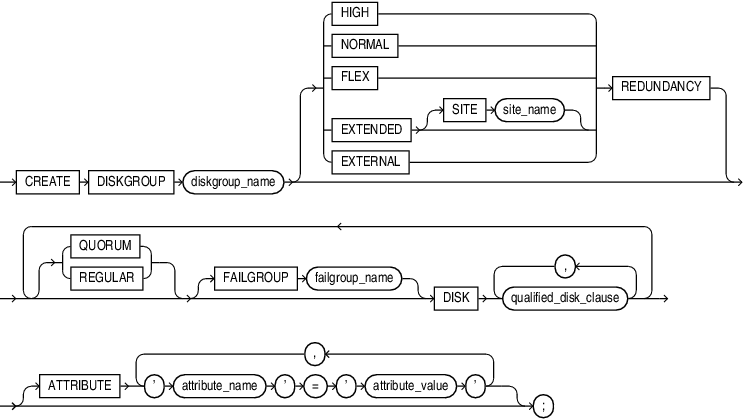 HIGH
NORMAL
FLEX
REDUNDANCY
SITE site_name
EXTENDED
EXTERNAL
CREATE DISKGROUP diskgroup_name
QUORUM
REGULAR
FAILGROUP failgroup_name
,
DISK qualified_disk_clause
,
ATTRIBUTE ' attribute_name ' = ' attribute_value '
;